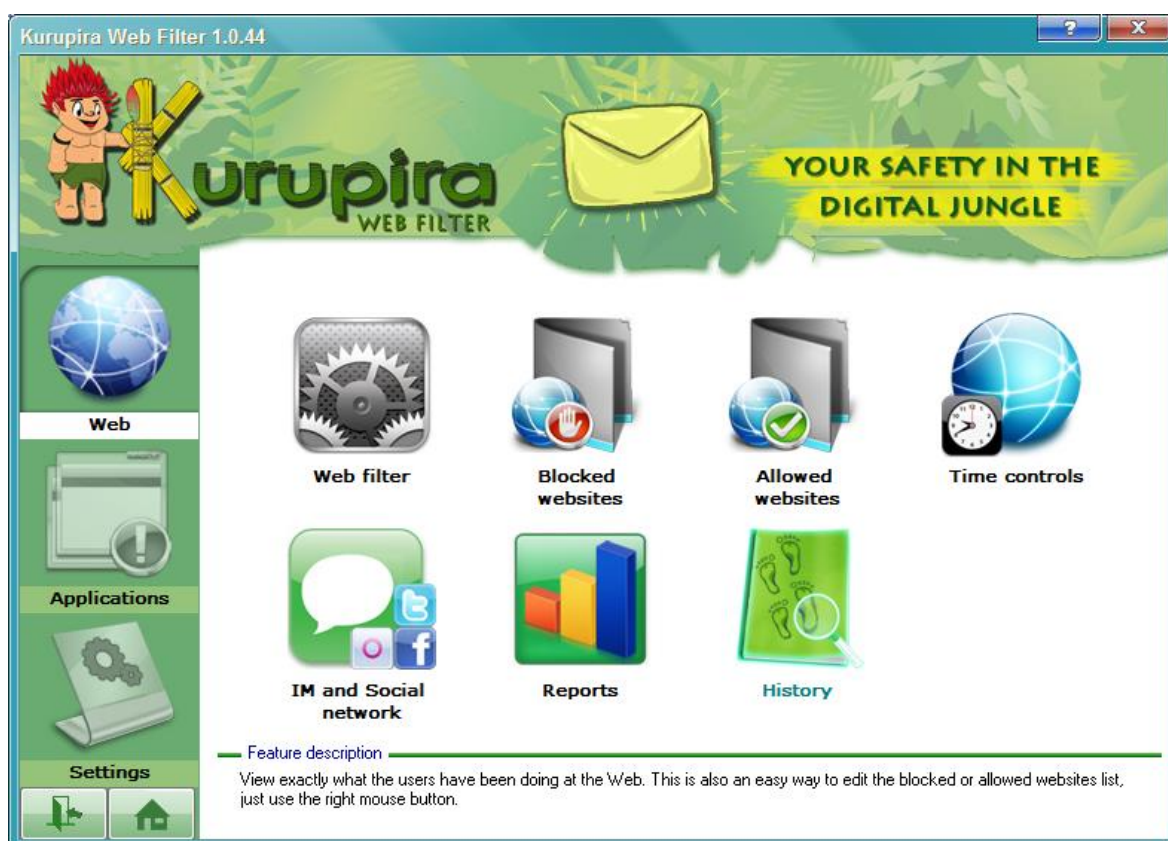 Kurupira Web Filter 1.0.44
?
X
Kurupira
WEB FILTER
YOUR SAFETY IN THE
DIGITAL JUNGLE
Web
Applications
Settings
Web filter
Blocked
websites
Allowed
websites
Time controls
IM and Social
network
Reports
History
Feature description
View exactly what the users have been doing at the Web. This is also an easy way to edit the blocked or allowed websites list,
just use the right mouse button.